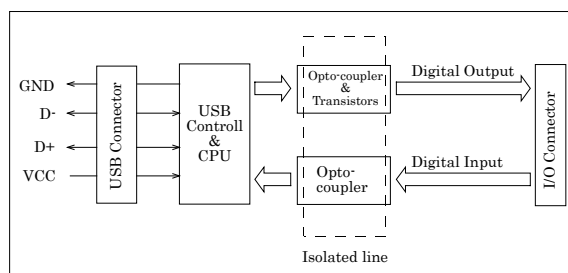 GND
D-
D+
VCC
USB Connector
USB
Controll
&
CPU
Opto-coupler
&
Transistors
Digital Output
Opto-
coupler
Digital Input
I/O Connector
Isolated line